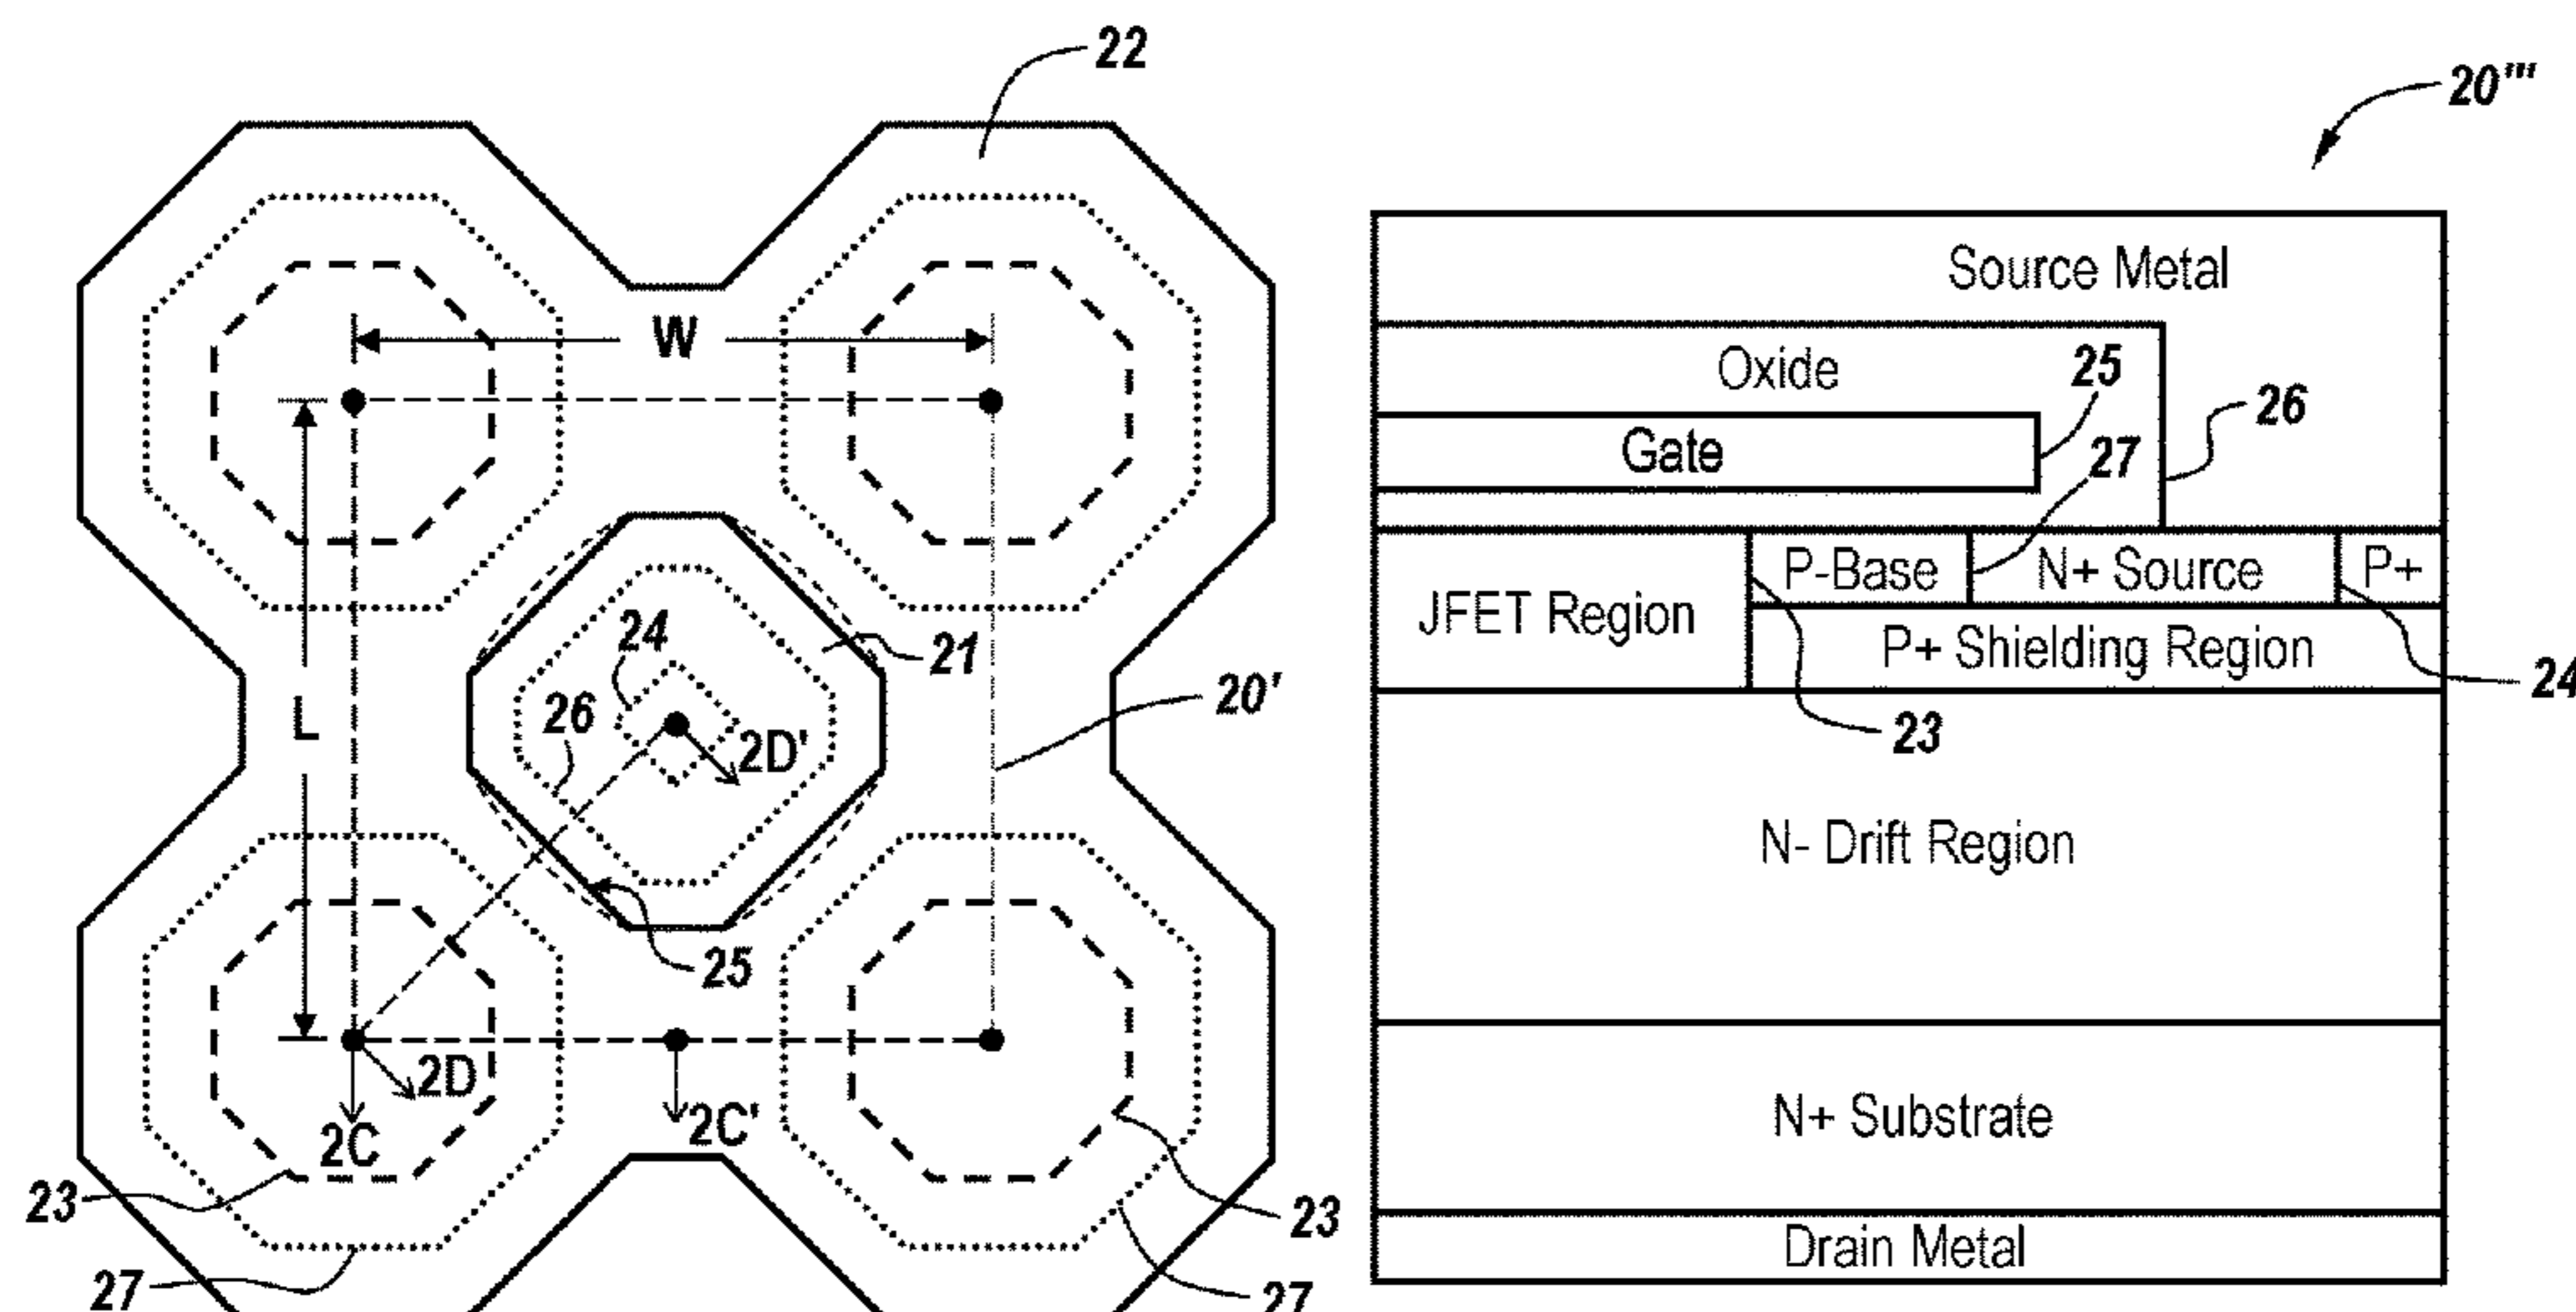 22
W
L
24
21
26
2D'
20'
25
2D
2C
2C'
23
23
27
27
20'''
Source Metal
Oxide
25
26
Gate
27
P-Base
N+ Source
P+
JFET Region
P+ Shielding Region
24
23
N- Drift Region
N+ Substrate
Drain Metal